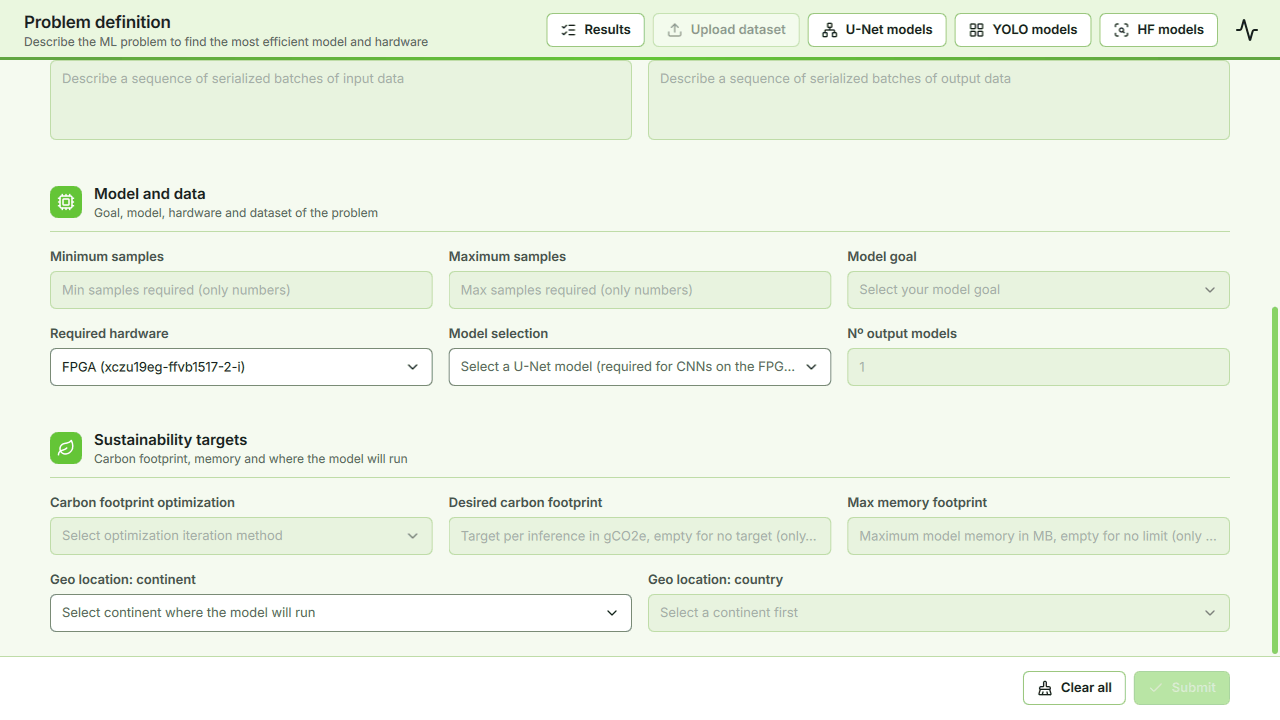 Problem definition
Describe the ML problem to find the most efficient model and hardware
Results
Upload dataset
U-Net models
YOLO models
HF models
Describe a sequence of serialized batches of input data
Describe a sequence of serialized batches of output data
Model and data
Goal, model, hardware and dataset of the problem
Minimum samples
Maximum samples
Model goal
Min samples required (only numbers)
Max samples required (only numbers)
Select your model goal
Required hardware
Model selection
Nº output models
FPGA (xczu19eg-ffvb1517-2-i)
Select a U-Net model (required for CNNs on the FPG...
1
Sustainability targets
Carbon footprint, memory and where the model will run
Carbon footprint optimization
Desired carbon footprint
Max memory footprint
Select optimization iteration method
Target per inference in gCO2e, empty for no target (only...
Maximum model memory in MB, empty for no limit (only ...
Geo location: continent
Geo location: country
Select continent where the model will run
Select a continent first
Clear all
Submit